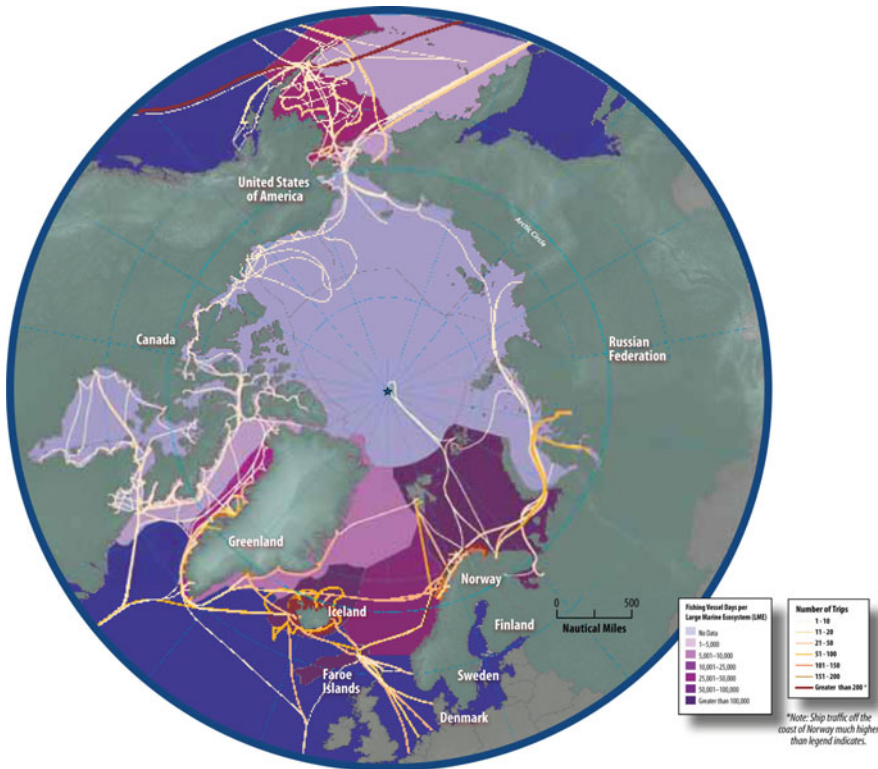 United States
of America
Arctic Circle
Canada
Russian
Federation
Greenland
Norway
Iceland
Finland
0 500
Nautical Miles
Faroe
Islands
Sweden
Denmark
Fishing Vessel Days per
Large Marine Ecosystem (LME)
No Data
1–5,000
5,001–10,000
10,001–25,000
25,001–50,000
50,001–100,000
Greater than 100,000
Number of Trips
1 - 10
11 - 20
21 - 50
51 - 100
101 - 150
151 - 200
Greater than 200 *
*Note: Ship traffic off the
coast of Norway much higher
than legend indicates.